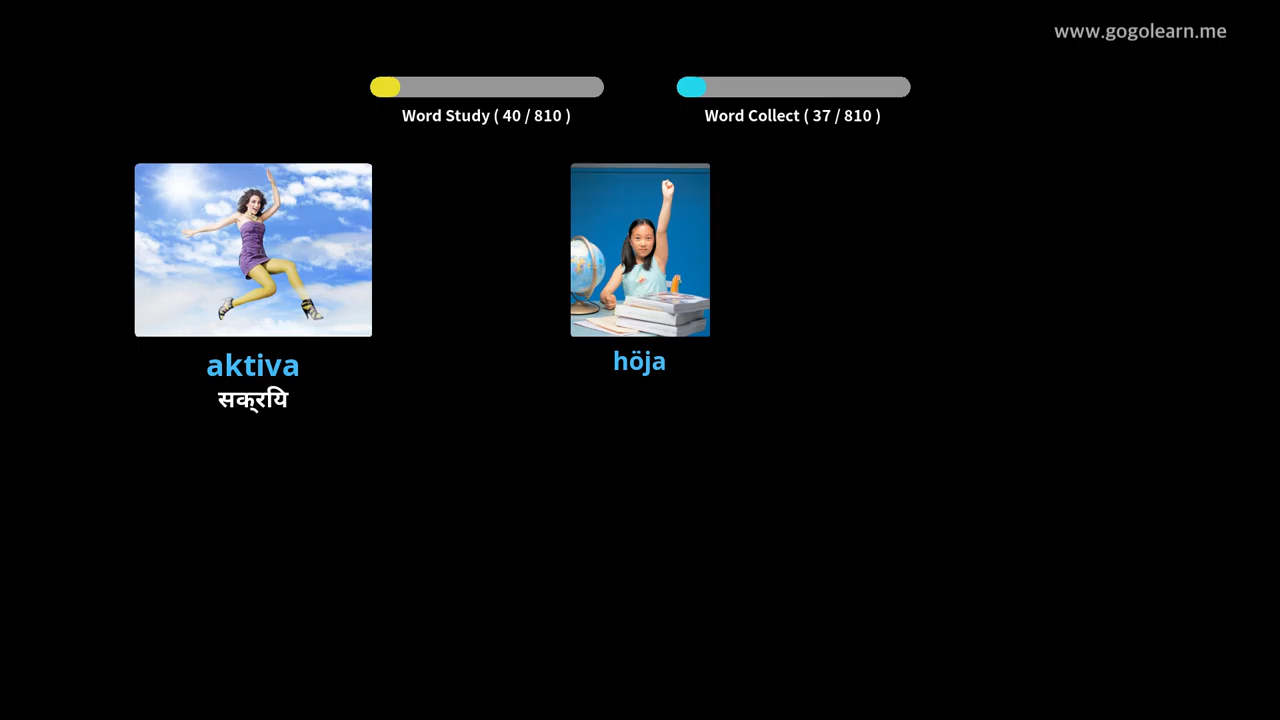 www.gogolearn.me
Word Study ( 40 / 810 )
Word Collect ( 37 / 810 )
aktiva
höja
सक्रयि